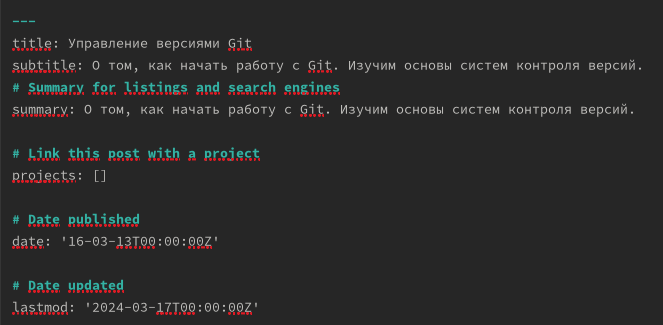 ---
title: Управление версиями Git
subtitle: О том, как начать работу с Git. Изучим основы систем контроля версий.
# Summary for listings and search engines
summary: О том, как начать работу с Git. Изучим основы систем контроля версий.
# Link this post with a project
projects: []
# Date published
date: '16-03-13T00:00:00Z'
# Date updated
lastmod: '2024-03-17T00:00:00Z'